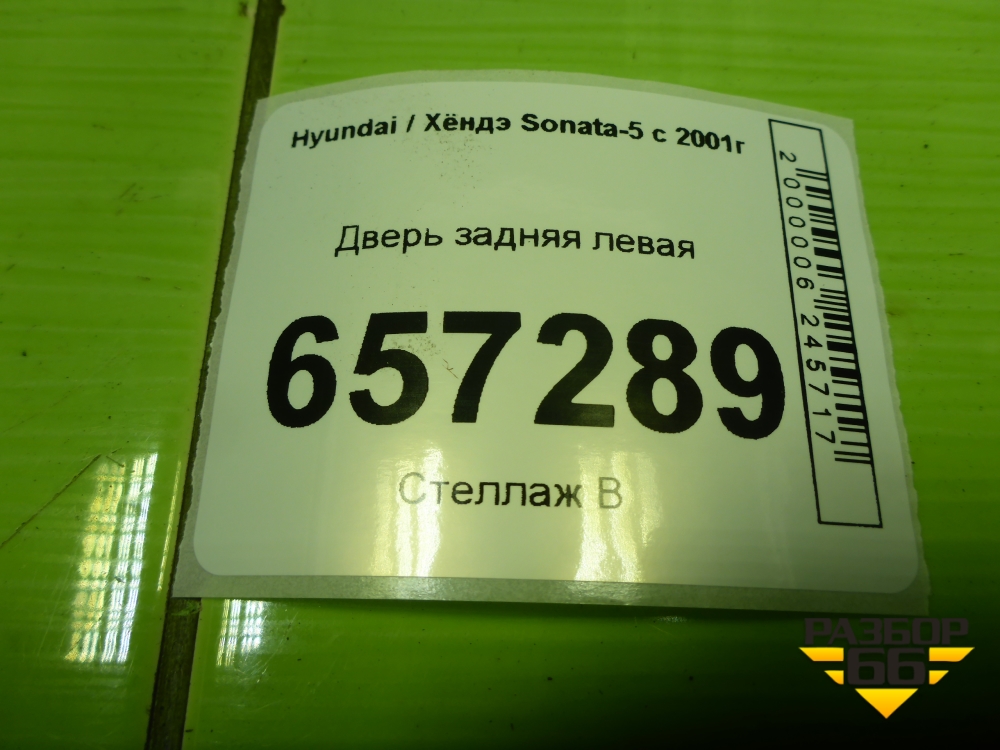 Hyundai / Хёндэ Sonata-5 с 2001г
Дверь задняя левая
657289
Стеллаж В
2000006245717
РАЗБОР
66